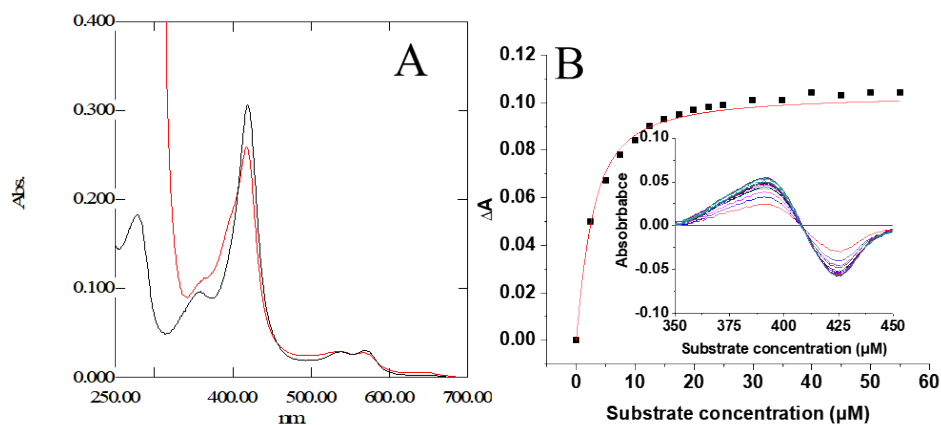 A
0.400
0.300
0.200
0.100
0.000
Abs.
250.00 400.00 500.00 600.00 700.00
nm
B
0.12
0.10
0.08
0.06
0.04
0.02
0.00
ΔA
0 10 20 30 40 50 60
Substrate concentration (µM)
0.10
0.05
0.00
-0.05
-0.10
Absobrbabce
350 375 400 425 450
Substrate concentration (µM)